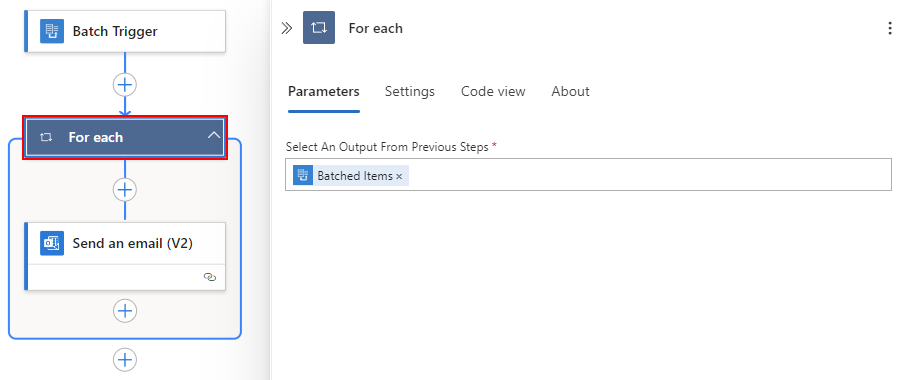 Batch Trigger
For each
Send an email (V2)
For each
Parameters Settings Code view About
Select An Output From Previous Steps *
Batched Items ×